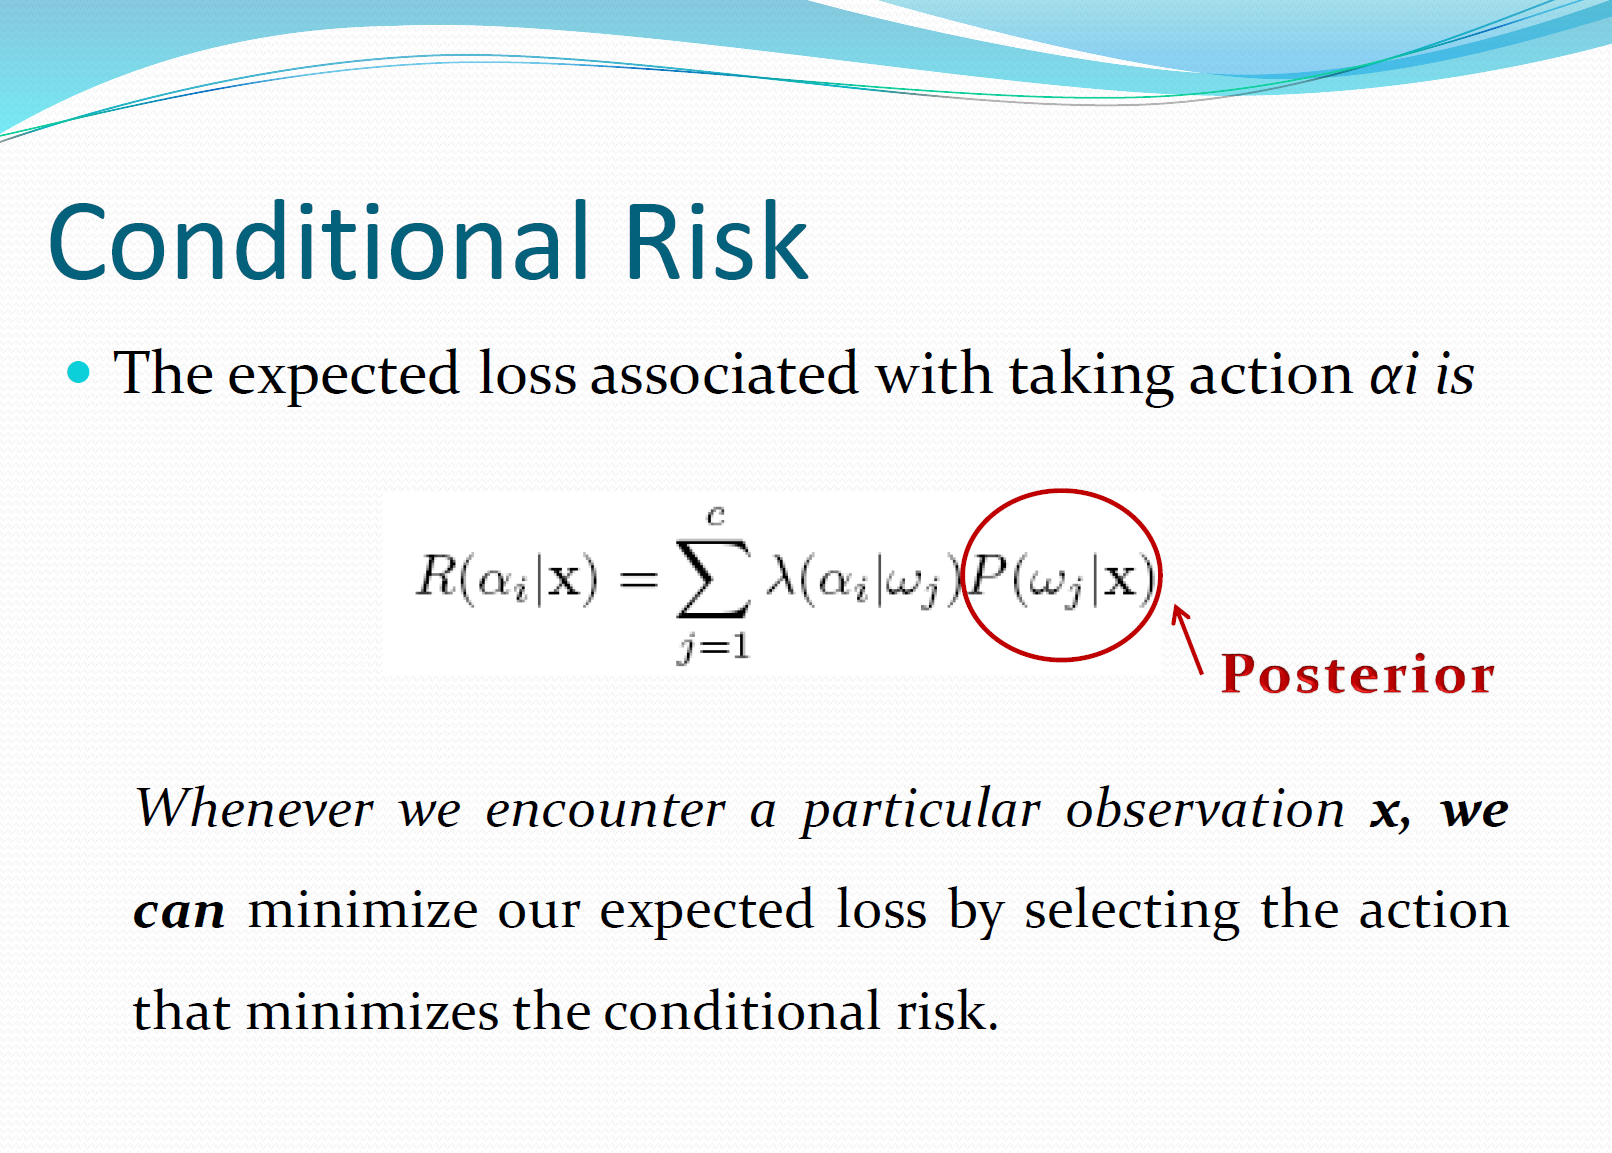 Conditional Risk
• The expected loss associated with taking action αi is
R(αᵢ|x) = ∑_{j=1}^{c} λ(αᵢ|ωⱼ)P(ωⱼ|x)
Posterior
Whenever we encounter a particular observation x, we
can minimize our expected loss by selecting the action
that minimizes the conditional risk.